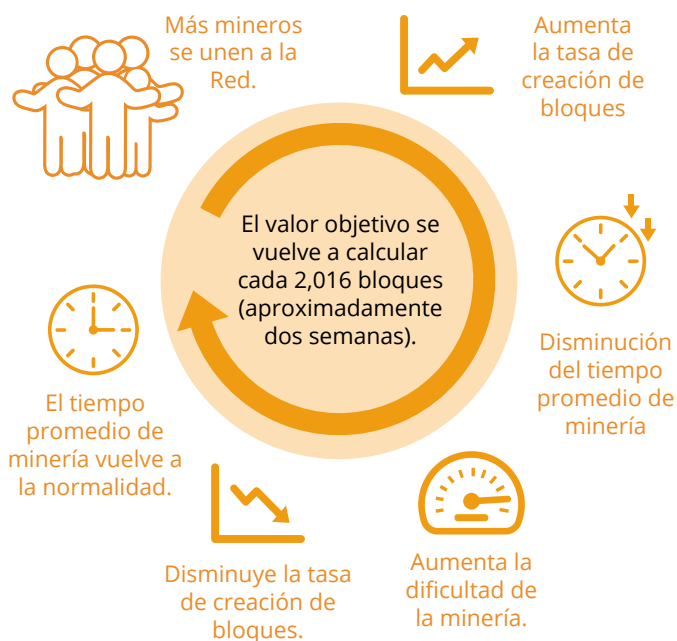 Más mineros
se unen a la
Red.
Aumenta
la tasa de
creación de
bloques
Disminución
del tiempo
promedio de
minería
Aumenta la
dificultad de
la minería.
Disminuye la tasa
de creación de
bloques.
El tiempo
promedio de
minería vuelve a
la normalidad.
El valor objetivo se
vuelve a calcular
cada 2,016 bloques
(aproximadamente
dos semanas).